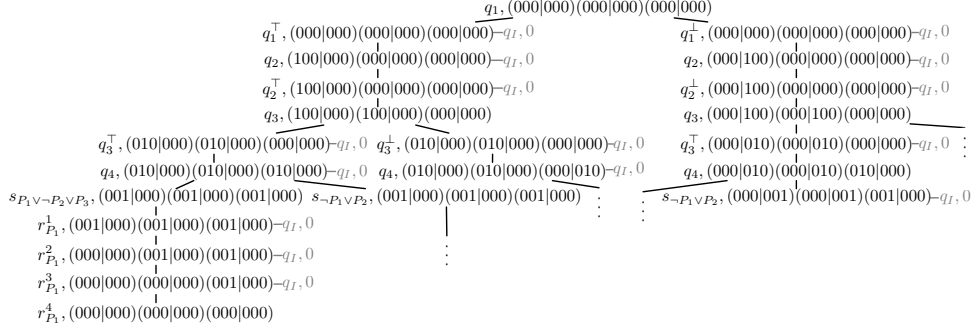 q_1, (000|000)(000|000)(000|000)
q_1^⊤, (000|000)(000|000)(000|000) q_I, 0 q_1^⊥, (000|000)(000|000)(000|000) q_I, 0
q_2, (100|000)(000|000)(000|000) q_I, 0 q_2, (000|100)(000|000)(000|000) q_I, 0
q_2^⊤, (100|000)(000|000)(000|000) q_I, 0 q_2^⊥, (000|100)(000|000)(000|000) q_I, 0
q_3, (100|000)(100|000)(000|000) q_3, (000|100)(000|100)(000|000)
q_3^⊤, (010|000)(010|000)(000|000) q_I, 0 q_3^⊥, (010|000)(010|000)(000|000) q_I, 0 q_3^⊤, (000|010)(000|010)(000|000) q_I, 0 ⋮
q_4, (010|000)(010|000)(010|000) q_I, 0 q_4, (010|000)(010|000)(000|010) q_4, (000|010)(000|010)(010|000)
s_{P_1∨¬P_2∨P_3}, (001|000)(001|000)(001|000) s_{¬P_1∨P_2}, (001|000)(001|000)(001|000) ⋮ ⋮ s_{¬P_1∨P_2}, (000|001)(000|001)(001|000) q_I, 0
r_{P_1}^1, (001|000)(001|000)(001|000) q_I, 0
r_{P_1}^2, (000|000)(001|000)(001|000) q_I, 0 ⋮
r_{P_1}^3, (000|000)(000|000)(001|000) q_I, 0
r_{P_1}^4, (000|000)(000|000)(000|000)